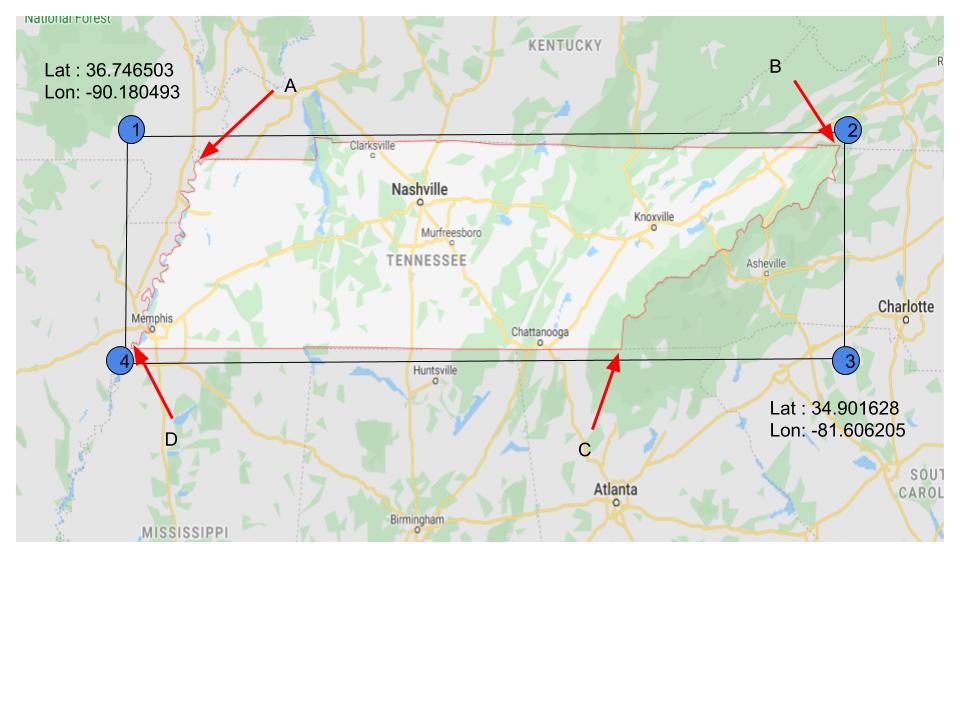 National Forest
KENTUCKY
B
R
Lat : 36.746503
Lon: -90.180493
A
1
2
Clarksville
Nashville
Knoxville
Murfreesboro
TENNESSEE
Asheville
Charlotte
Memphis
Chattanooga
4
3
Huntsville
Lat : 34.901628
Lon: -81.606205
D
C
SOUT
CAROL
Atlanta
Birmingham
MISSISSIPPI